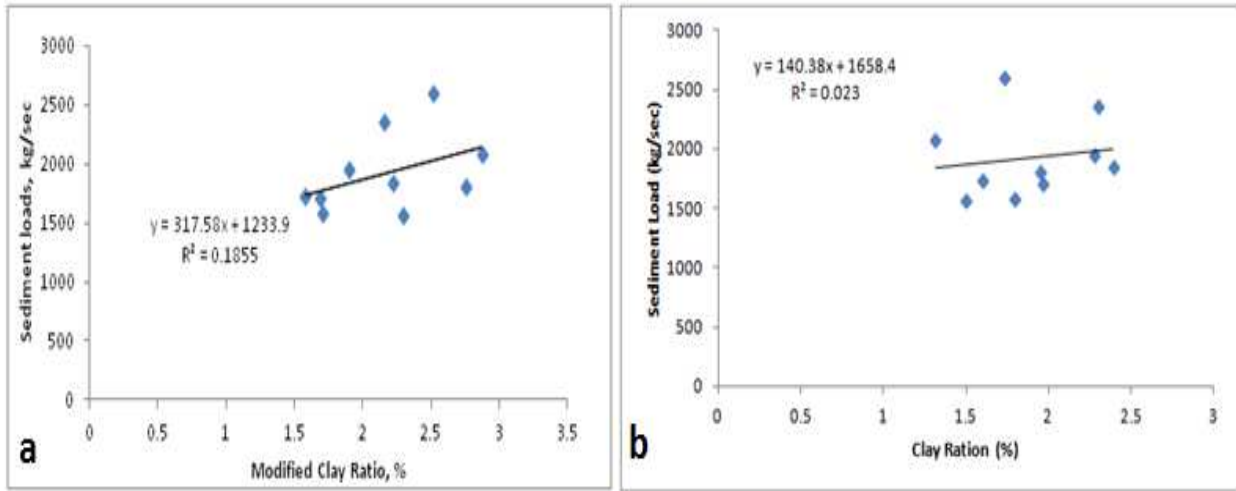 3000
2500
2000
1500
1000
500
0
Sediment loads, kg/sec
y = 317.58x + 1233.9
R² = 0.1855
0 0.5 1 1.5 2 2.5 3 3.5
Modified Clay Ratio, %
a
3000
2500
2000
1500
1000
500
0
Sediment Load (kg/sec)
y = 140.38x + 1658.4
R² = 0.023
0 0.5 1 1.5 2 2.5 3
Clay Ration (%)
b